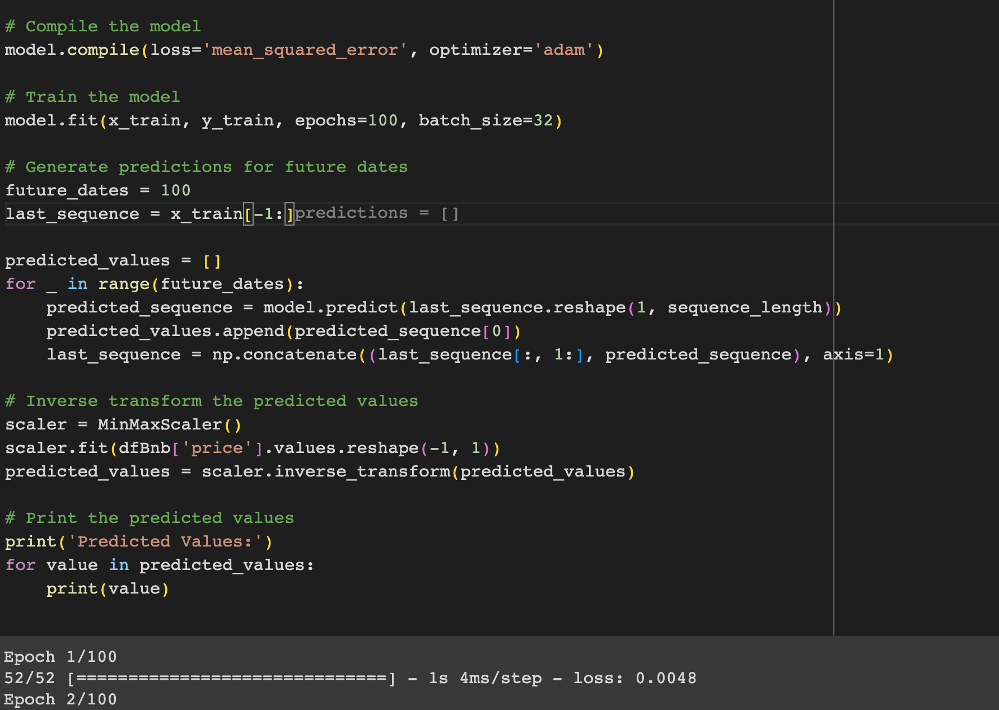 # Compile the model
model.compile(loss='mean_squared_error', optimizer='adam')
# Train the model
model.fit(x_train, y_train, epochs=100, batch_size=32)
# Generate predictions for future dates
future_dates = 100
last_sequence = x_train[-1:]predictions = []
predicted_values = []
for _ in range(future_dates):
    predicted_sequence = model.predict(last_sequence.reshape(1, sequence_length))
    predicted_values.append(predicted_sequence[0])
    last_sequence = np.concatenate((last_sequence[:, 1:], predicted_sequence), axis=1)
# Inverse transform the predicted values
scaler = MinMaxScaler()
scaler.fit(dfBnb['price'].values.reshape(-1, 1))
predicted_values = scaler.inverse_transform(predicted_values)
# Print the predicted values
print('Predicted Values:')
for value in predicted_values:
    print(value)
Epoch 1/100
52/52 [==============================] - 1s 4ms/step - loss: 0.0048
Epoch 2/100